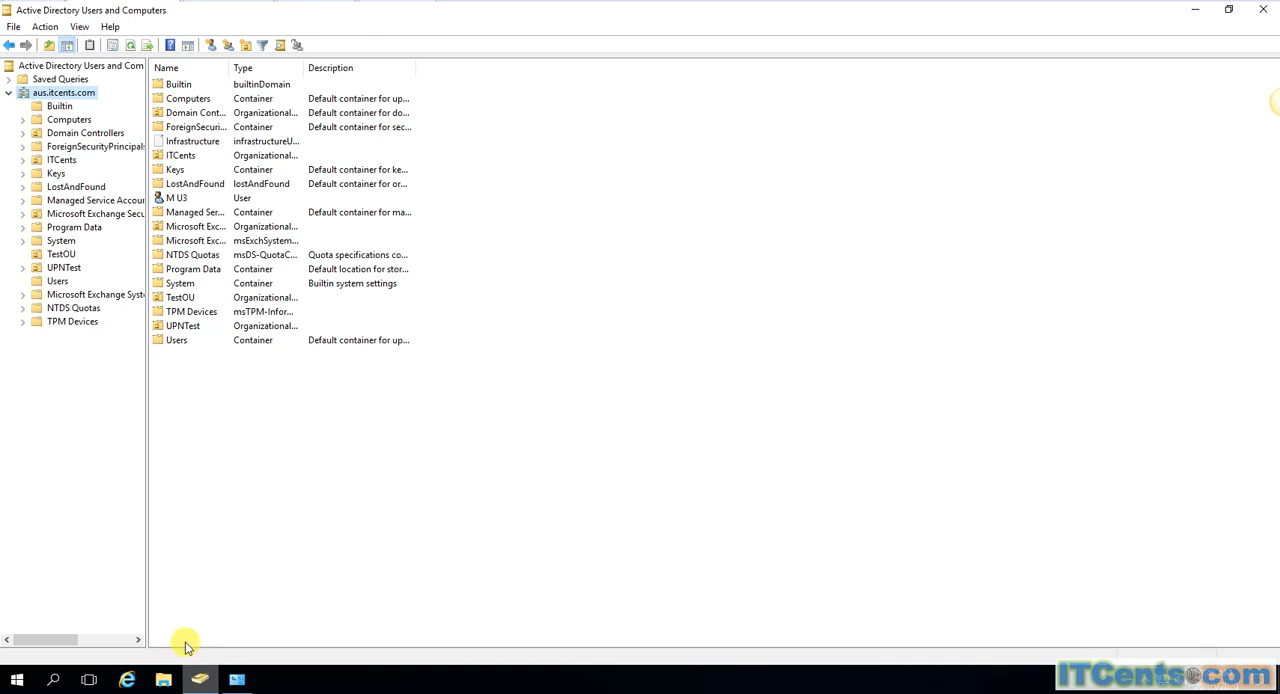 Active Directory Users and Computers
File Action View Help
Active Directory Users and Com
Saved Queries
aus.itcents.com
Builtin
Computers
Domain Controllers
ForeignSecurityPrincipals
ITCents
Keys
LostAndFound
Managed Service Accour
Microsoft Exchange Secu
Program Data
System
TestOU
UPNTest
Users
Microsoft Exchange Syste
NTDS Quotas
TPM Devices
Name Type Description
Builtin builtinDomain
Computers Container Default container for up...
Domain Cont... Organizational... Default container for do...
ForeignSecuri... Container Default container for sec...
Infrastructure infrastructureU...
ITCents Organizational...
Keys Container Default container for ke...
LostAndFound lostAndFound Default container for or...
M U3 User
Managed Ser... Container Default container for ma...
Microsoft Exc... Organizational...
Microsoft Exc... msExchSystem...
NTDS Quotas msDS-QuotaC... Quota specifications co...
Program Data Container Default location for stor...
System Container Builtin system settings
TestOU Organizational...
TPM Devices msTPM-Infor...
UPNTest Organizational...
Users Container Default container for up...
ITCents.com